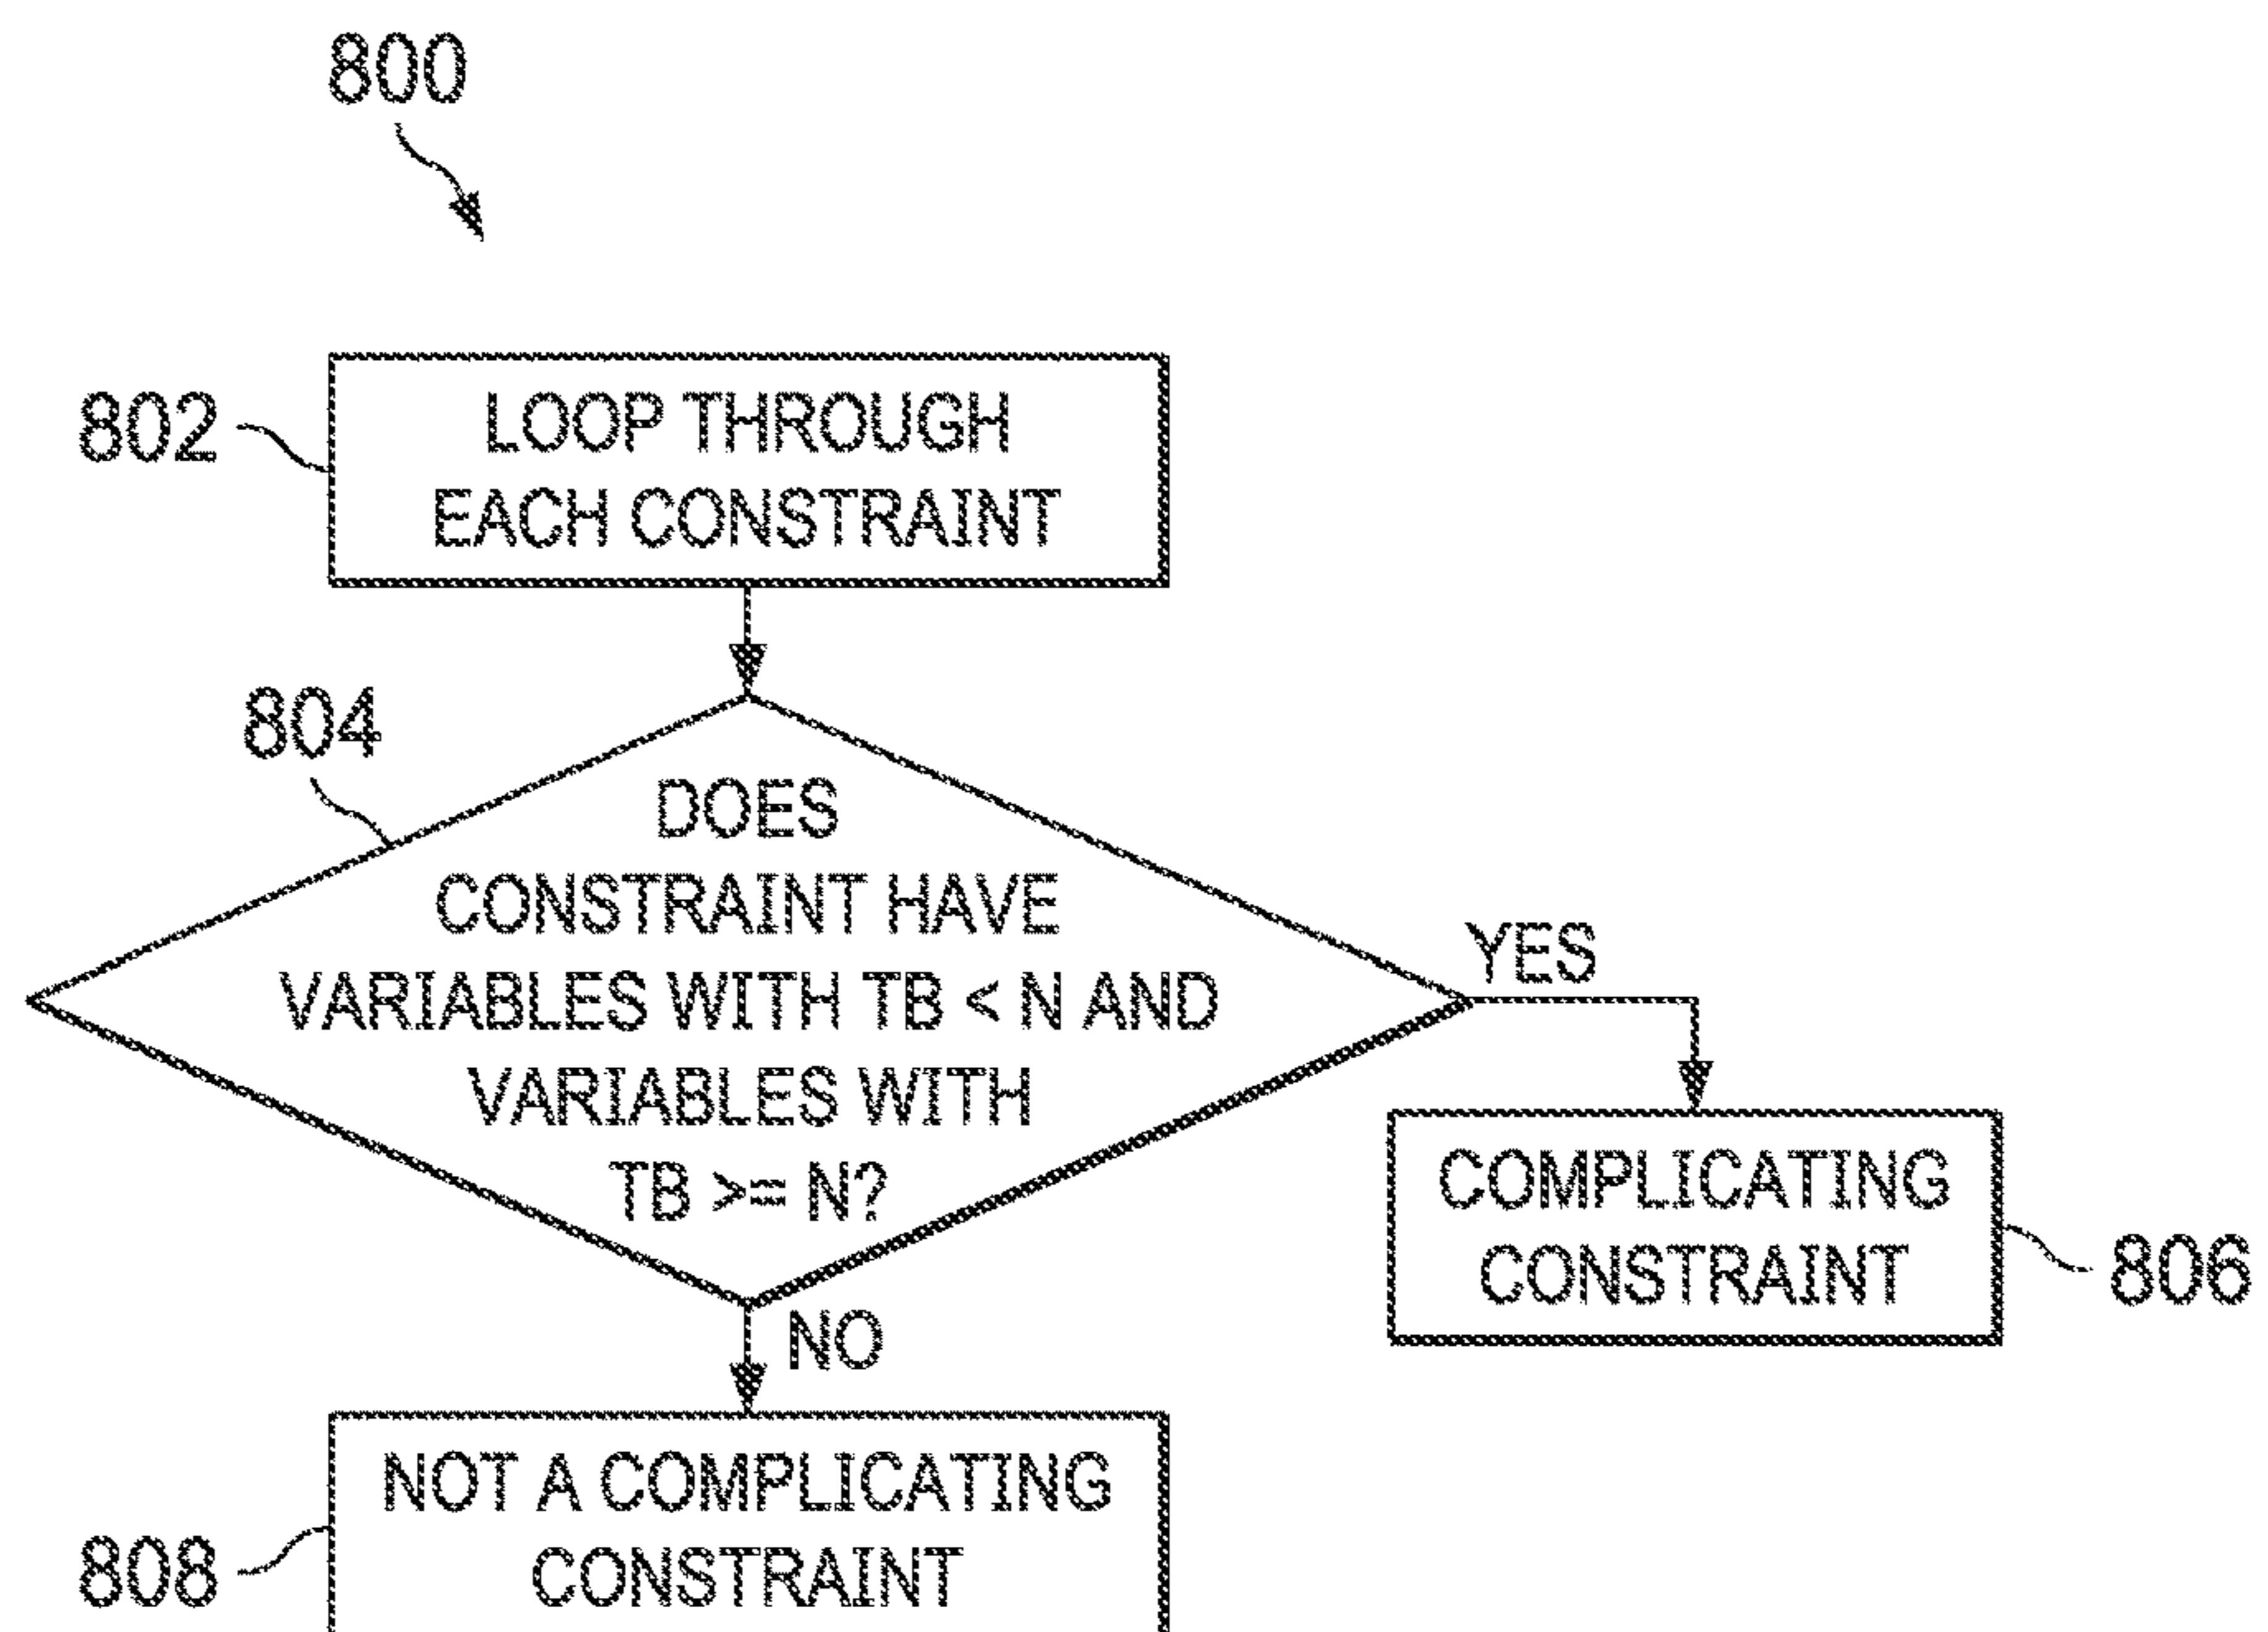 800
802
LOOP THROUGH
EACH CONSTRAINT
804
DOES
CONSTRAINT HAVE
VARIABLES WITH TB < N AND
VARIABLES WITH
TB >= N?
YES
COMPLICATING
CONSTRAINT
806
NO
NOT A COMPLICATING
CONSTRAINT
808